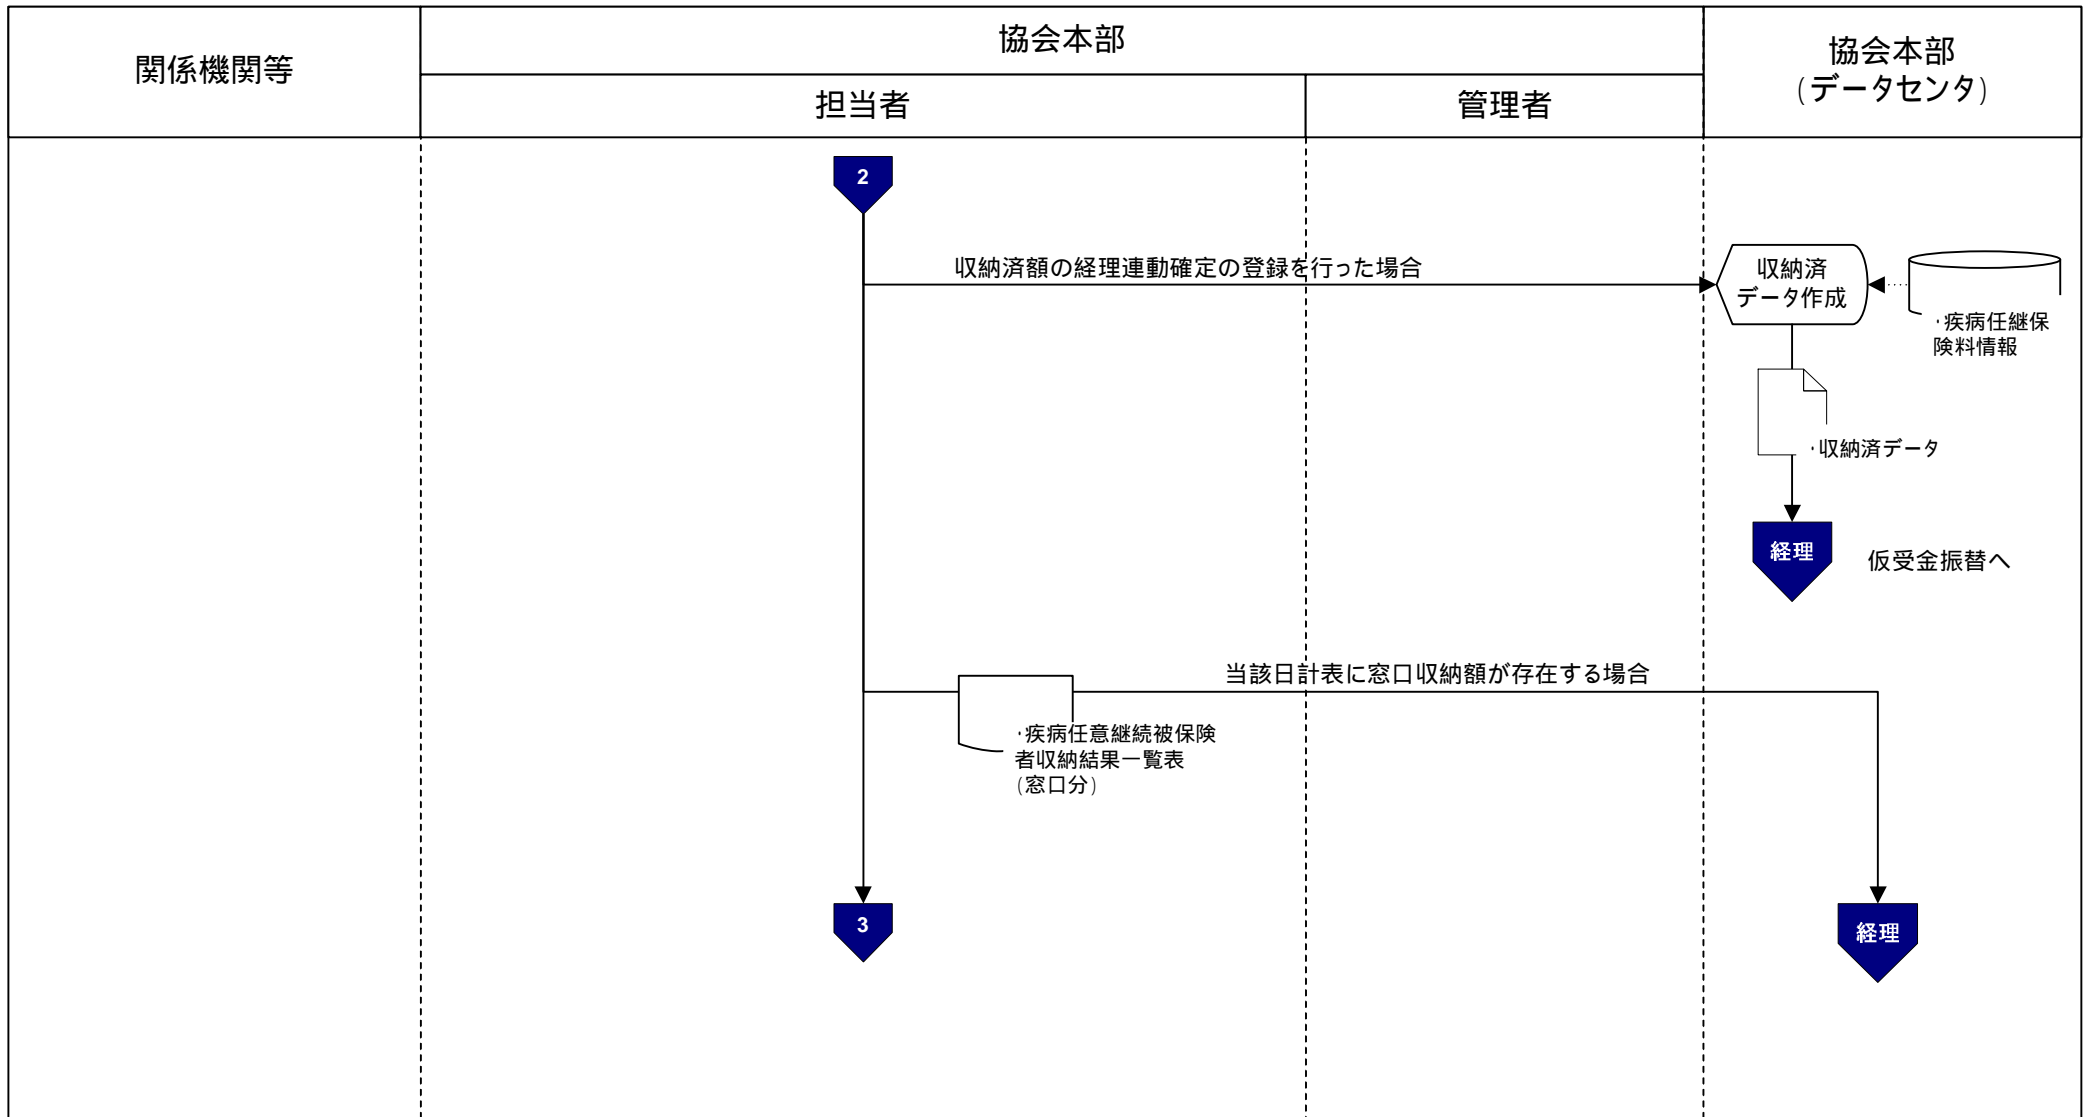 関係機関等
協会本部
担当者
管理者
協会本部
(データセンタ)
2
収納済額の経理連動確定の登録を行った場合
収納済
データ作成
・疾病任継保
険料情報
・収納済データ
経理
仮受金振替へ
当該日計表に窓口収納額が存在する場合
・疾病任意継続被保険
者収納結果一覧表
(窓口分)
3
経理